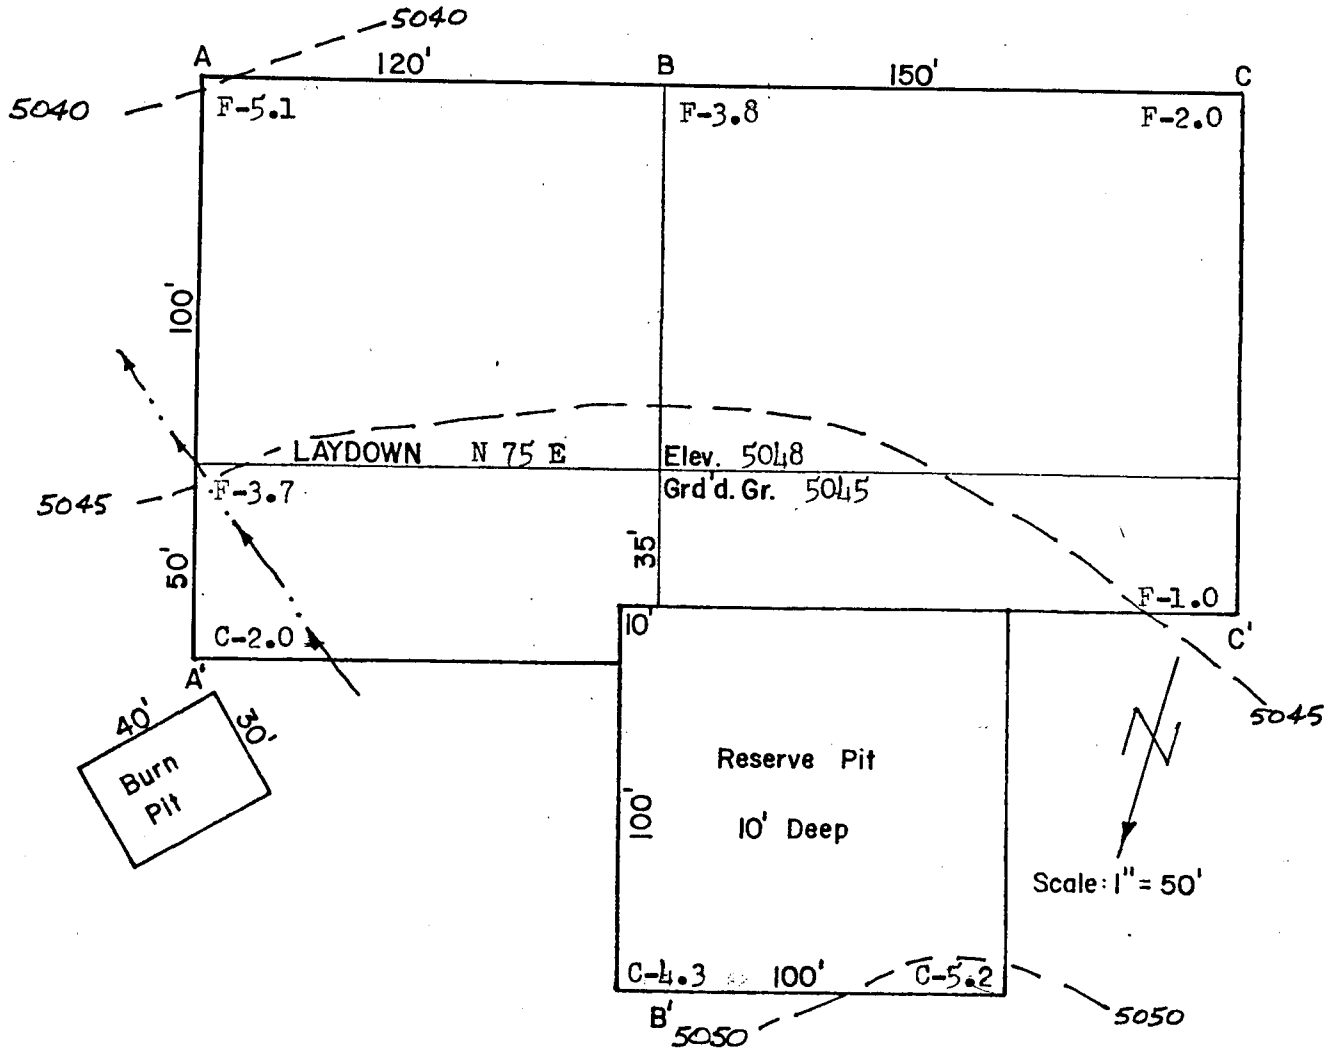 5040
A
120'
B
150'
C
5040
F-5.1
F-3.8
F-2.0
100'
LAYDOWN N 75 E
Elev. 5048
Grd'd. Gr. 5045
F-3.7
5045
50'
35'
F-1.0
C-2.0
10'
C'
A'
40'
30'
5045
Burn
Pit
Reserve Pit
100'
10' Deep
N
Scale: 1" = 50'
C-4.3
100'
C-5.2
B'
5050
5050